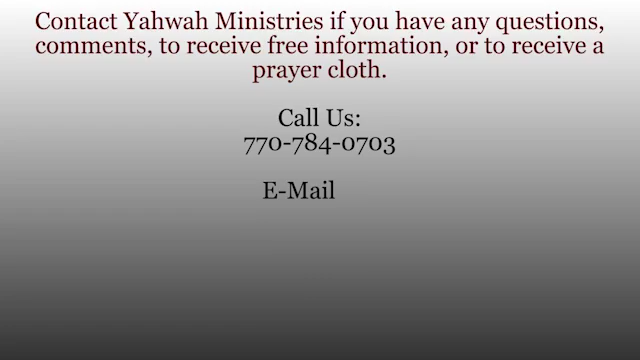 Contact Yahwah Ministries if you have any questions,
comments, to receive free information, or to receive a
prayer cloth.
Call Us:
770-784-0703
E-Mail